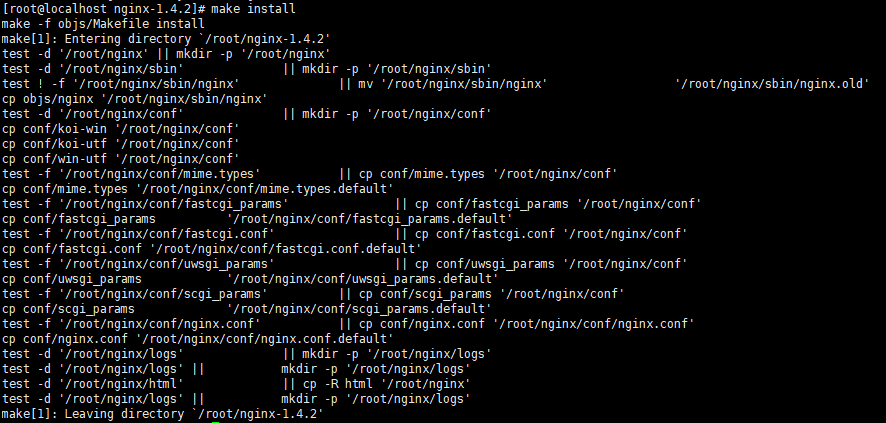 [root@localhost nginx-1.4.2]# make install
make -f objs/Makefile install
make[1]: Entering directory `/root/nginx-1.4.2'
test -d '/root/nginx' || mkdir -p '/root/nginx'
test -d '/root/nginx/sbin'              || mkdir -p '/root/nginx/sbin'
test ! -f '/root/nginx/sbin/nginx'              || mv '/root/nginx/sbin/nginx'                  '/root/nginx/sbin/nginx.old'
cp objs/nginx '/root/nginx/sbin/nginx'
test -d '/root/nginx/conf'              || mkdir -p '/root/nginx/conf'
cp conf/koi-win '/root/nginx/conf'
cp conf/koi-utf '/root/nginx/conf'
cp conf/win-utf '/root/nginx/conf'
test -f '/root/nginx/conf/mime.types'           || cp conf/mime.types '/root/nginx/conf'
cp conf/mime.types '/root/nginx/conf/mime.types.default'
test -f '/root/nginx/conf/fastcgi_params'               || cp conf/fastcgi_params '/root/nginx/conf'
cp conf/fastcgi_params          '/root/nginx/conf/fastcgi_params.default'
test -f '/root/nginx/conf/fastcgi.conf'                 || cp conf/fastcgi.conf '/root/nginx/conf'
cp conf/fastcgi.conf '/root/nginx/conf/fastcgi.conf.default'
test -f '/root/nginx/conf/uwsgi_params'                 || cp conf/uwsgi_params '/root/nginx/conf'
cp conf/uwsgi_params            '/root/nginx/conf/uwsgi_params.default'
test -f '/root/nginx/conf/scgi_params'          || cp conf/scgi_params '/root/nginx/conf'
cp conf/scgi_params             '/root/nginx/conf/scgi_params.default'
test -f '/root/nginx/conf/nginx.conf'           || cp conf/nginx.conf '/root/nginx/conf/nginx.conf'
cp conf/nginx.conf '/root/nginx/conf/nginx.conf.default'
test -d '/root/nginx/logs'              || mkdir -p '/root/nginx/logs'
test -d '/root/nginx/logs' ||           mkdir -p '/root/nginx/logs'
test -d '/root/nginx/html'              || cp -R html '/root/nginx'
test -d '/root/nginx/logs' ||           mkdir -p '/root/nginx/logs'
make[1]: Leaving directory `/root/nginx-1.4.2'